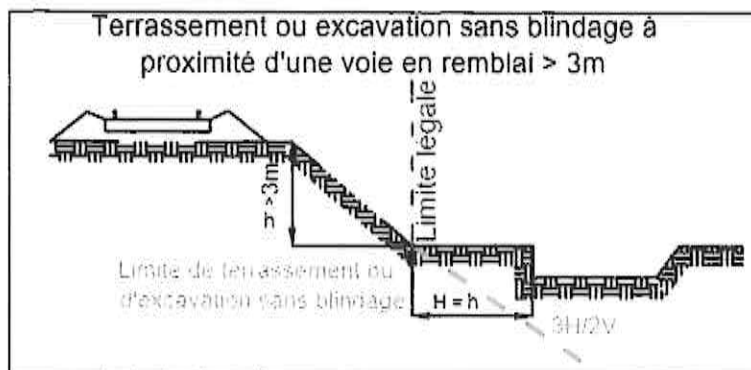 Terrassement ou excavation sans blindage à
proximité d'une voie en remblai > 3m
Limite légale
h >3m
Limite de terrassement ou
d'excavation sans blindage
H = h
3H/2V